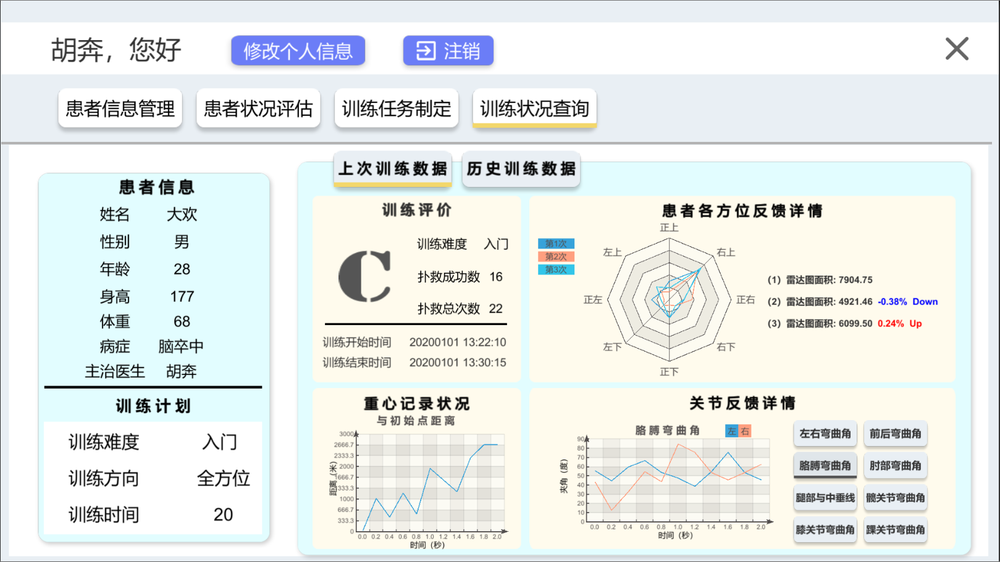 胡奔，您好
修改个人信息
注销
患者信息管理
患者状况评估
训练任务制定
训练状况查询
患者信息
姓名 大欢
性别 男
年龄 28
身高 177
体重 68
病症 脑卒中
主治医生 胡奔
训练计划
训练难度 入门
训练方向 全方位
训练时间 20
上次训练数据
历史训练数据
训练评价
C
训练难度 入门
扑救成功数 16
扑救总次数 22
训练开始时间 20200101 13:22:10
训练结束时间 20200101 13:30:15
患者各方位反馈详情
第1次
第2次
第3次
正上
右上
正右
右下
正下
左下
正左
左上
(1) 雷达图面积: 7904.75
(2) 雷达图面积: 4921.46 -0.38% Down
(3) 雷达图面积: 6099.50 0.24% Up
重心记录状况
与初始点距离
距离（米）
3000
2666.7
2333.3
2000
1666.7
1333.3
1000
666.7
333.3
0
0.0 0.2 0.4 0.6 0.8 1.0 1.2 1.4 1.6 1.8 2.0
时间（秒）
关节反馈详情
胳膊弯曲角
左 右
夹角（度）
90
80
70
60
50
40
30
20
10
0
0.0 0.2 0.4 0.6 0.8 1.0 1.2 1.4 1.6 1.8 2.0
时间（秒）
左右弯曲角
前后弯曲角
胳膊弯曲角
肘部弯曲角
腿部与中垂线
髋关节弯曲角
膝关节弯曲角
踝关节弯曲角